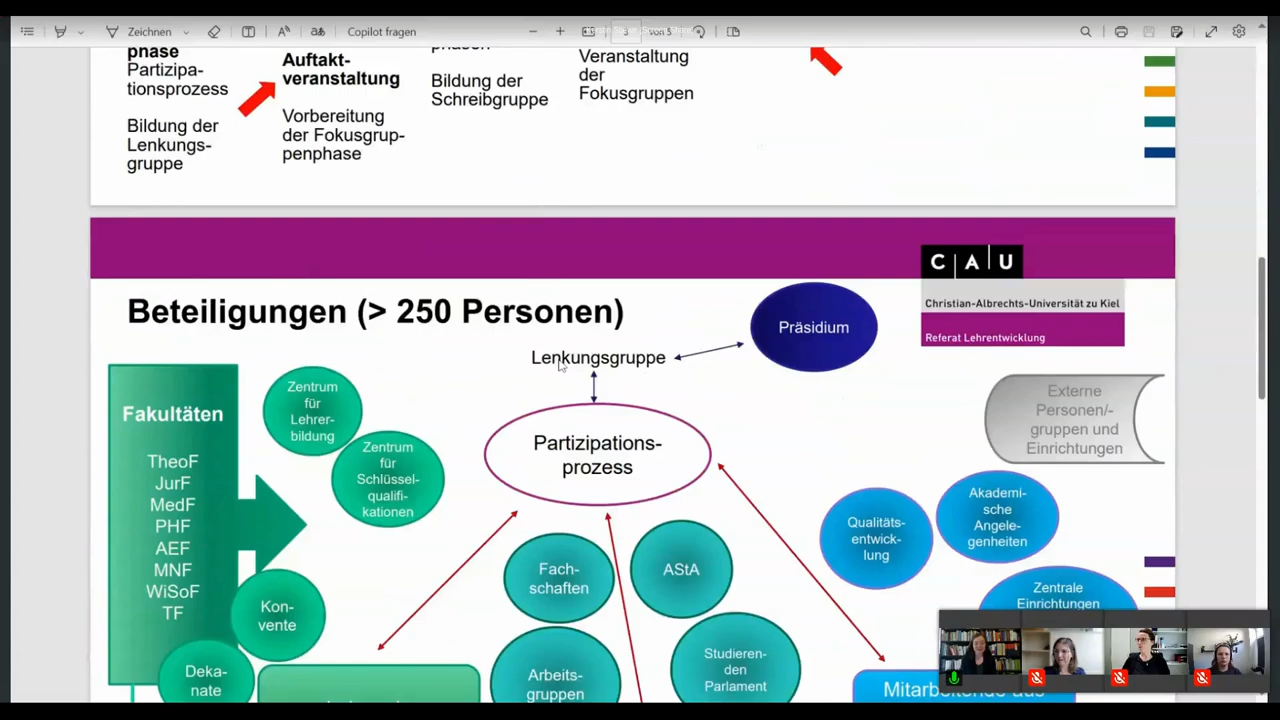 Zeichnen
Copilot fragen
phase
Partizipa-
tionsprozess
Bildung der
Lenkungs-
gruppe
Auftakt-
veranstaltung
Vorbereitung
der Fokusgrup-
penphase
phasen
Bildung der
Schreibgruppe
Veranstaltung
der
Fokusgruppen
CAU
Christian-Albrechts-Universität zu Kiel
Referat Lehrentwicklung
Beteiligungen (> 250 Personen)
Präsidium
Lenkungsgruppe
Partizipations-
prozess
Fakultäten
TheoF
JurF
MedF
PHF
AEF
MNF
WiSoF
TF
Zentrum
für
Lehrer-
bildung
Zentrum
für
Schlüssel-
qualifi-
kationen
Kon-
vente
Deka-
nate
Fach-
schaften
AStA
Arbeits-
gruppen
Studieren-
den
Parlament
Externe
Personen/-
gruppen und
Einrichtungen
Qualitäts-
entwick-
lung
Akademi-
sche
Angele-
genheiten
Zentrale
Einrichtungen
Mitarbeitende aus